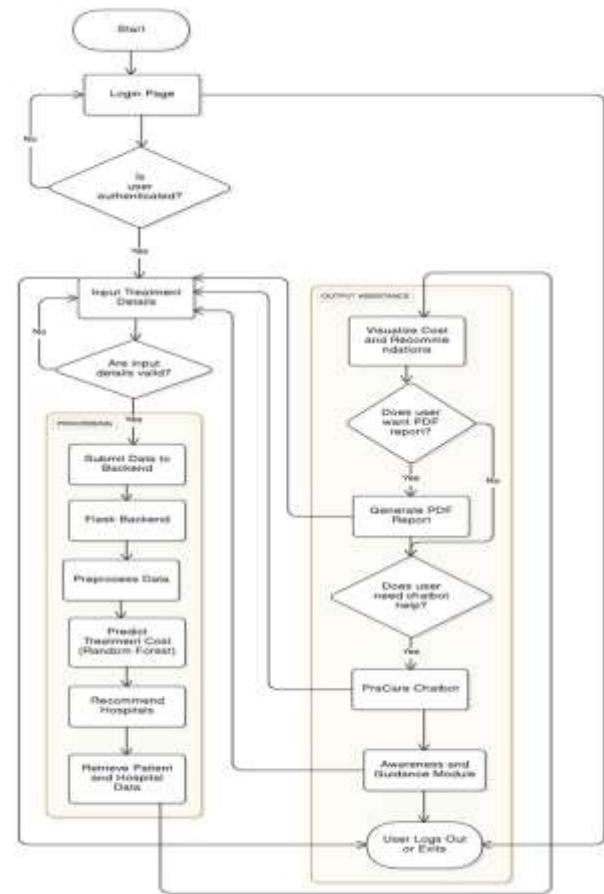 Start
Login Page
No
Is
user
authenticated?
Yes
Input Treatment
Details
No
Are input
details valid?
Yes
PROCESSING
Submit Data to
Backend
Flask Backend
Preprocess Data
Predict
Treatment Cost
(Random Forest)
Recommend
Hospitals
Retrieve Patient
and Hospital
Data
OUTPUT ASSISTANCE
Visualize Cost
and Recomme
ndations
Does user
want PDF
report?
Yes
No
Generate PDF
Report
Does user
need chatbot
help?
Yes
PraCare Chatbot
Awareness and
Guidance Module
User Logs Out
or Exits